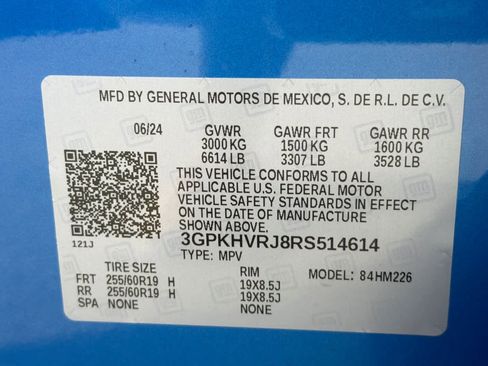 MFD BY GENERAL MOTORS DE MEXICO, S. DE R.L. DE C.V.
06/24 GVWR GAWR FRT GAWR RR
3000 KG 1500 KG 1600 KG
6614 LB 3307 LB 3528 LB
THIS VEHICLE CONFORMS TO ALL
APPLICABLE U.S. FEDERAL MOTOR
VEHICLE SAFETY STANDARDS IN EFFECT
ON THE DATE OF MANUFACTURE
SHOWN ABOVE.
121J 3GPKHVRJ8RS514614
TYPE: MPV
TIRE SIZE RIM MODEL: 84HM226
FRT 255/60R19 H 19X8.5J
RR 255/60R19 H 19X8.5J
SPA NONE NONE